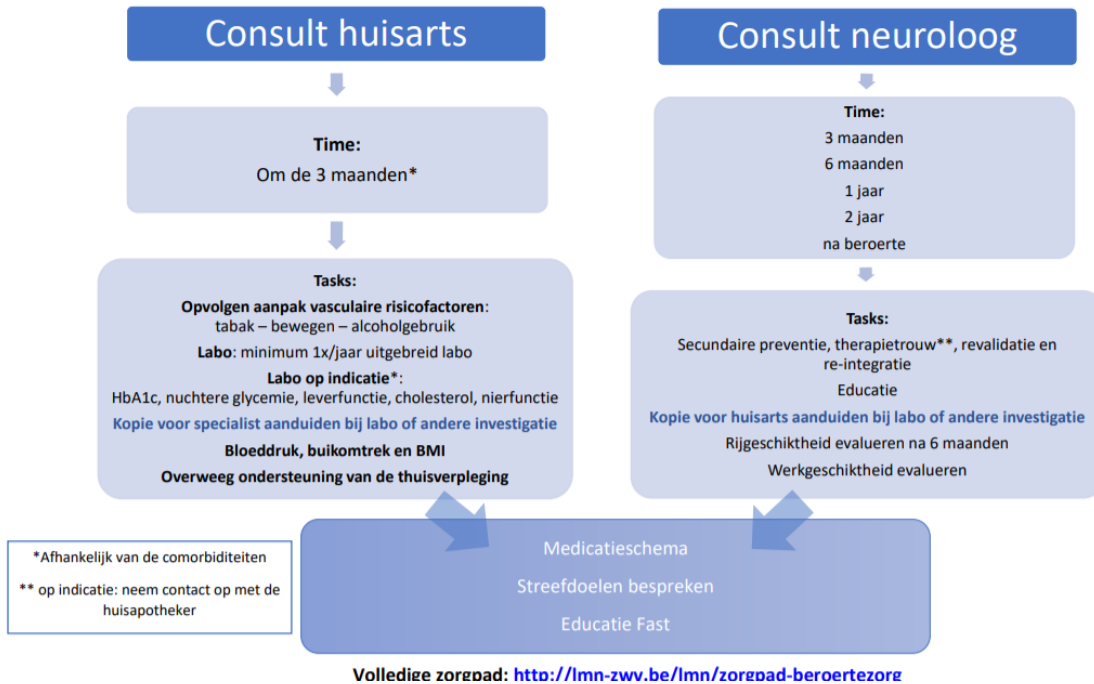 Consult huisarts
Time:
Om de 3 maanden*
Tasks:
Opvolgen aanpak vasculaire risicofactoren:
tabak – bewegen – alcoholgebruik
Labo: minimum 1x/jaar uitgebreid labo
Labo op indicatie*:
HbA1c, nuchtere glycemie, leverfunctie, cholesterol, nierfunctie
Kopie voor specialist aanduiden bij labo of andere investigatie
Bloeddruk, buikomtrek en BMI
Overweeg ondersteuning van de thuisverpleging
Consult neuroloog
Time:
3 maanden
6 maanden
1 jaar
2 jaar
na beroerte
Tasks:
Secundaire preventie, therapietrouw**, revalidatie en
re-integratie
Educatie
Kopie voor huisarts aanduiden bij labo of andere investigatie
Rijgeschiktheid evalueren na 6 maanden
Werkgeschiktheid evalueren
Medicatieschema
Streefdoelen bespreken
Educatie Fast
*Afhankelijk van de comorbiditeiten
** op indicatie: neem contact op met de
huisapotheker
Volledige zorgpad: http://lmn-zwv.be/lmn/zorgpad-beroertezorg